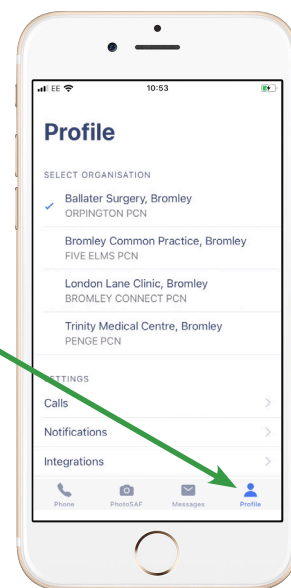 EE 10:53
Profile
SELECT ORGANISATION
Ballater Surgery, Bromley
ORPINGTON PCN
Bromley Common Practice, Bromley
FIVE ELMS PCN
London Lane Clinic, Bromley
BROMLEY CONNECT PCN
Trinity Medical Centre, Bromley
PENGE PCN
SETTINGS
Calls
Notifications
Integrations
Phone PhotoSAF Messages Profile